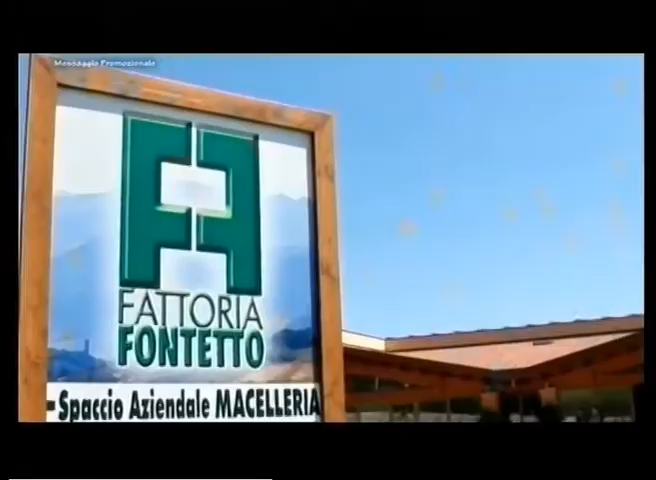 Messaggio Promozionale
FATTORIA
FONTETTO
Spaccio Aziendale MACELLERIA